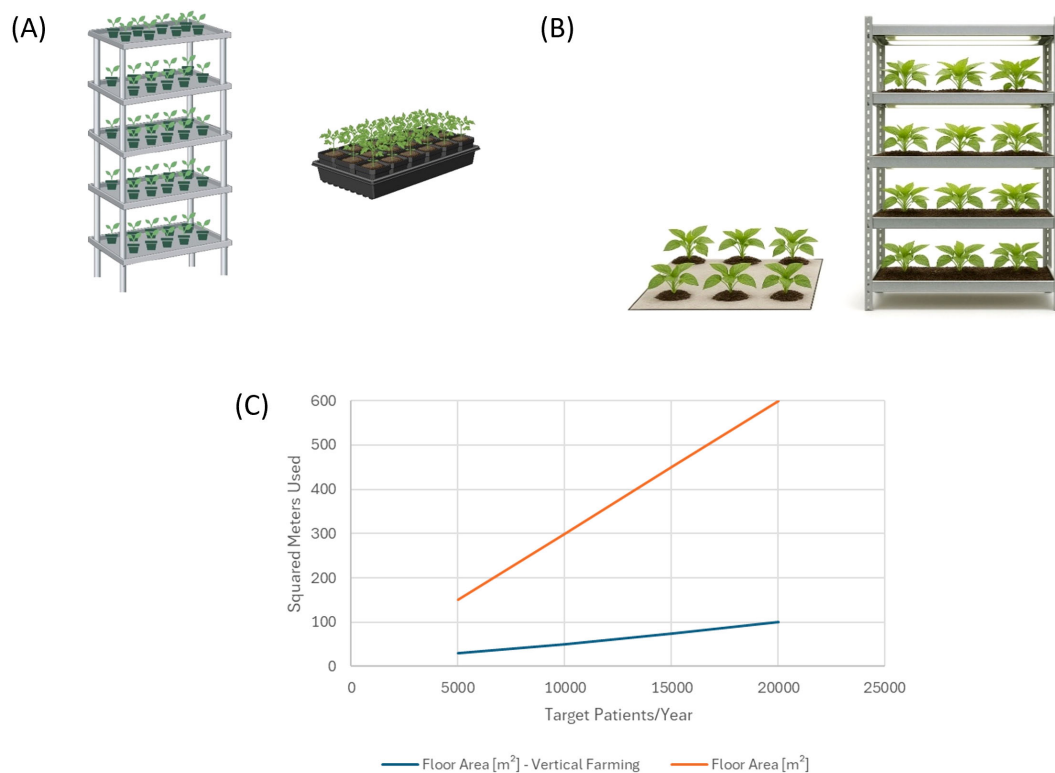 (A)
(B)
(C)
600
500
400
300
200
100
0
Squared Meters Used
0 5000 10000 15000 20000 25000
Target Patients/Year
Floor Area [m²] - Vertical Farming Floor Area [m²]